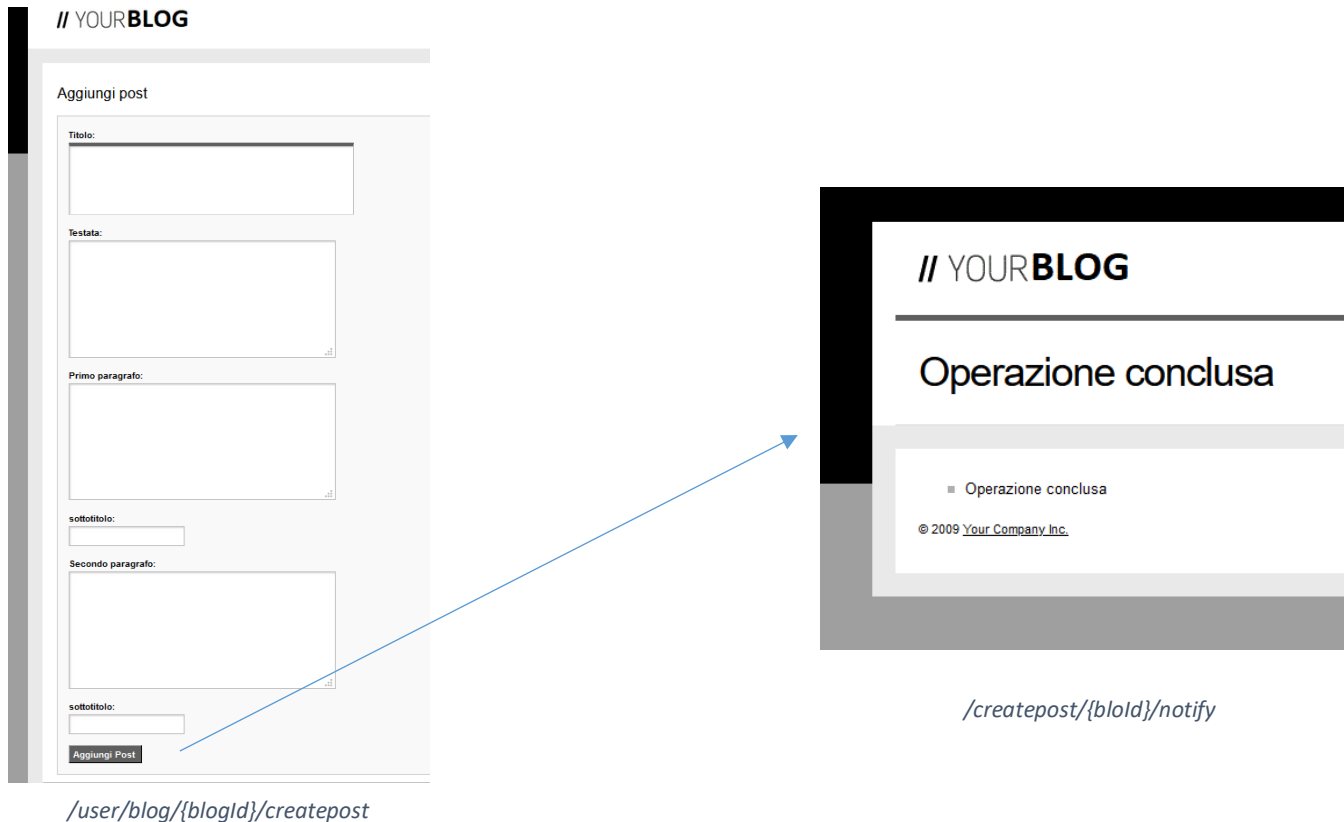 // YOURBLOG
Aggiungi post
Titolo:
Testata:
Primo paragrafo:
sottotitolo:
Secondo paragrafo:
sottotitolo:
Aggiungi Post
/user/blog/{blogId}/createpost
// YOURBLOG
Operazione conclusa
Operazione conclusa
© 2009 Your Company Inc.
/createpost/{bloId}/notify